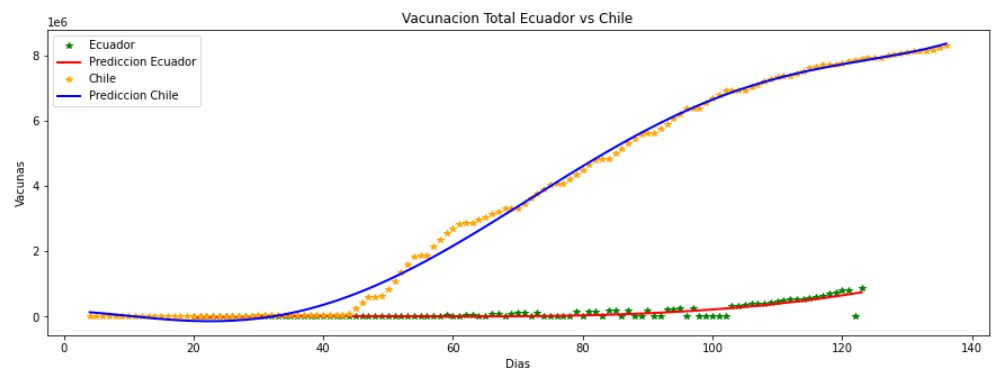 Vacunacion Total Ecuador vs Chile
1e6
Ecuador
Prediccion Ecuador
Chile
Prediccion Chile
8
6
4
2
0
Vacunas
0 20 40 60 80 100 120 140
Dias